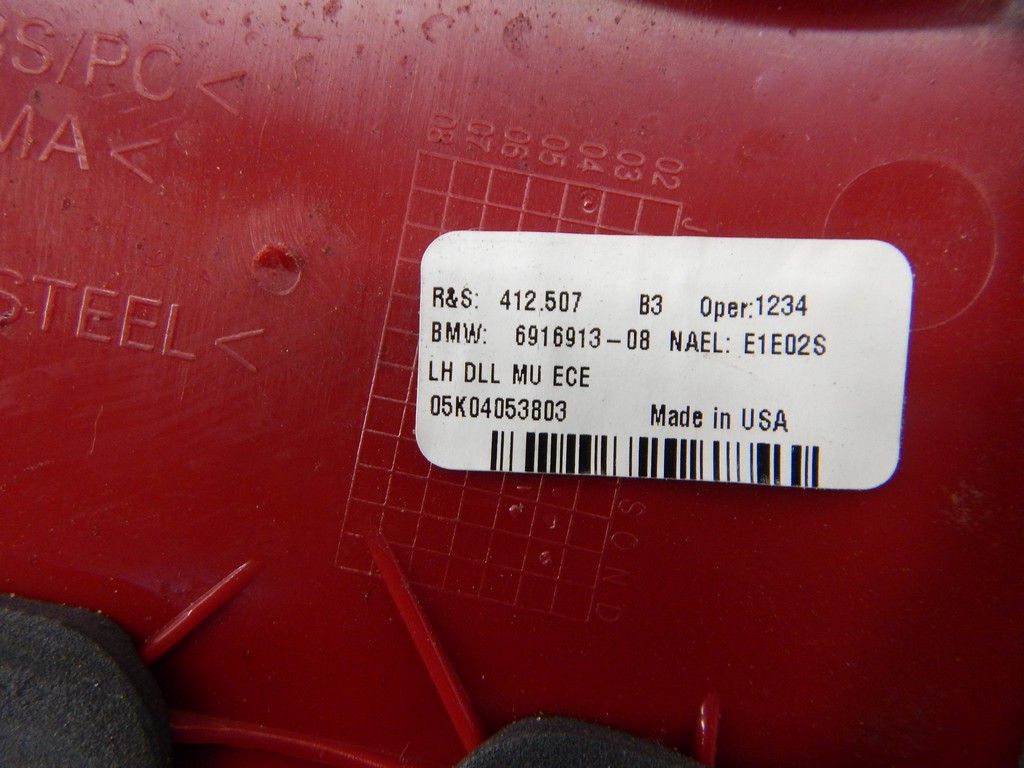 BS/PC<
MA<
STEEL<
08 07 06 05 04 03 02
J
R&S: 412.507 B3 Oper:1234
BMW: 6916913-08 NAEL: E1E02S
LH DLL MU ECE
05K04053803 Made in USA
S O N D